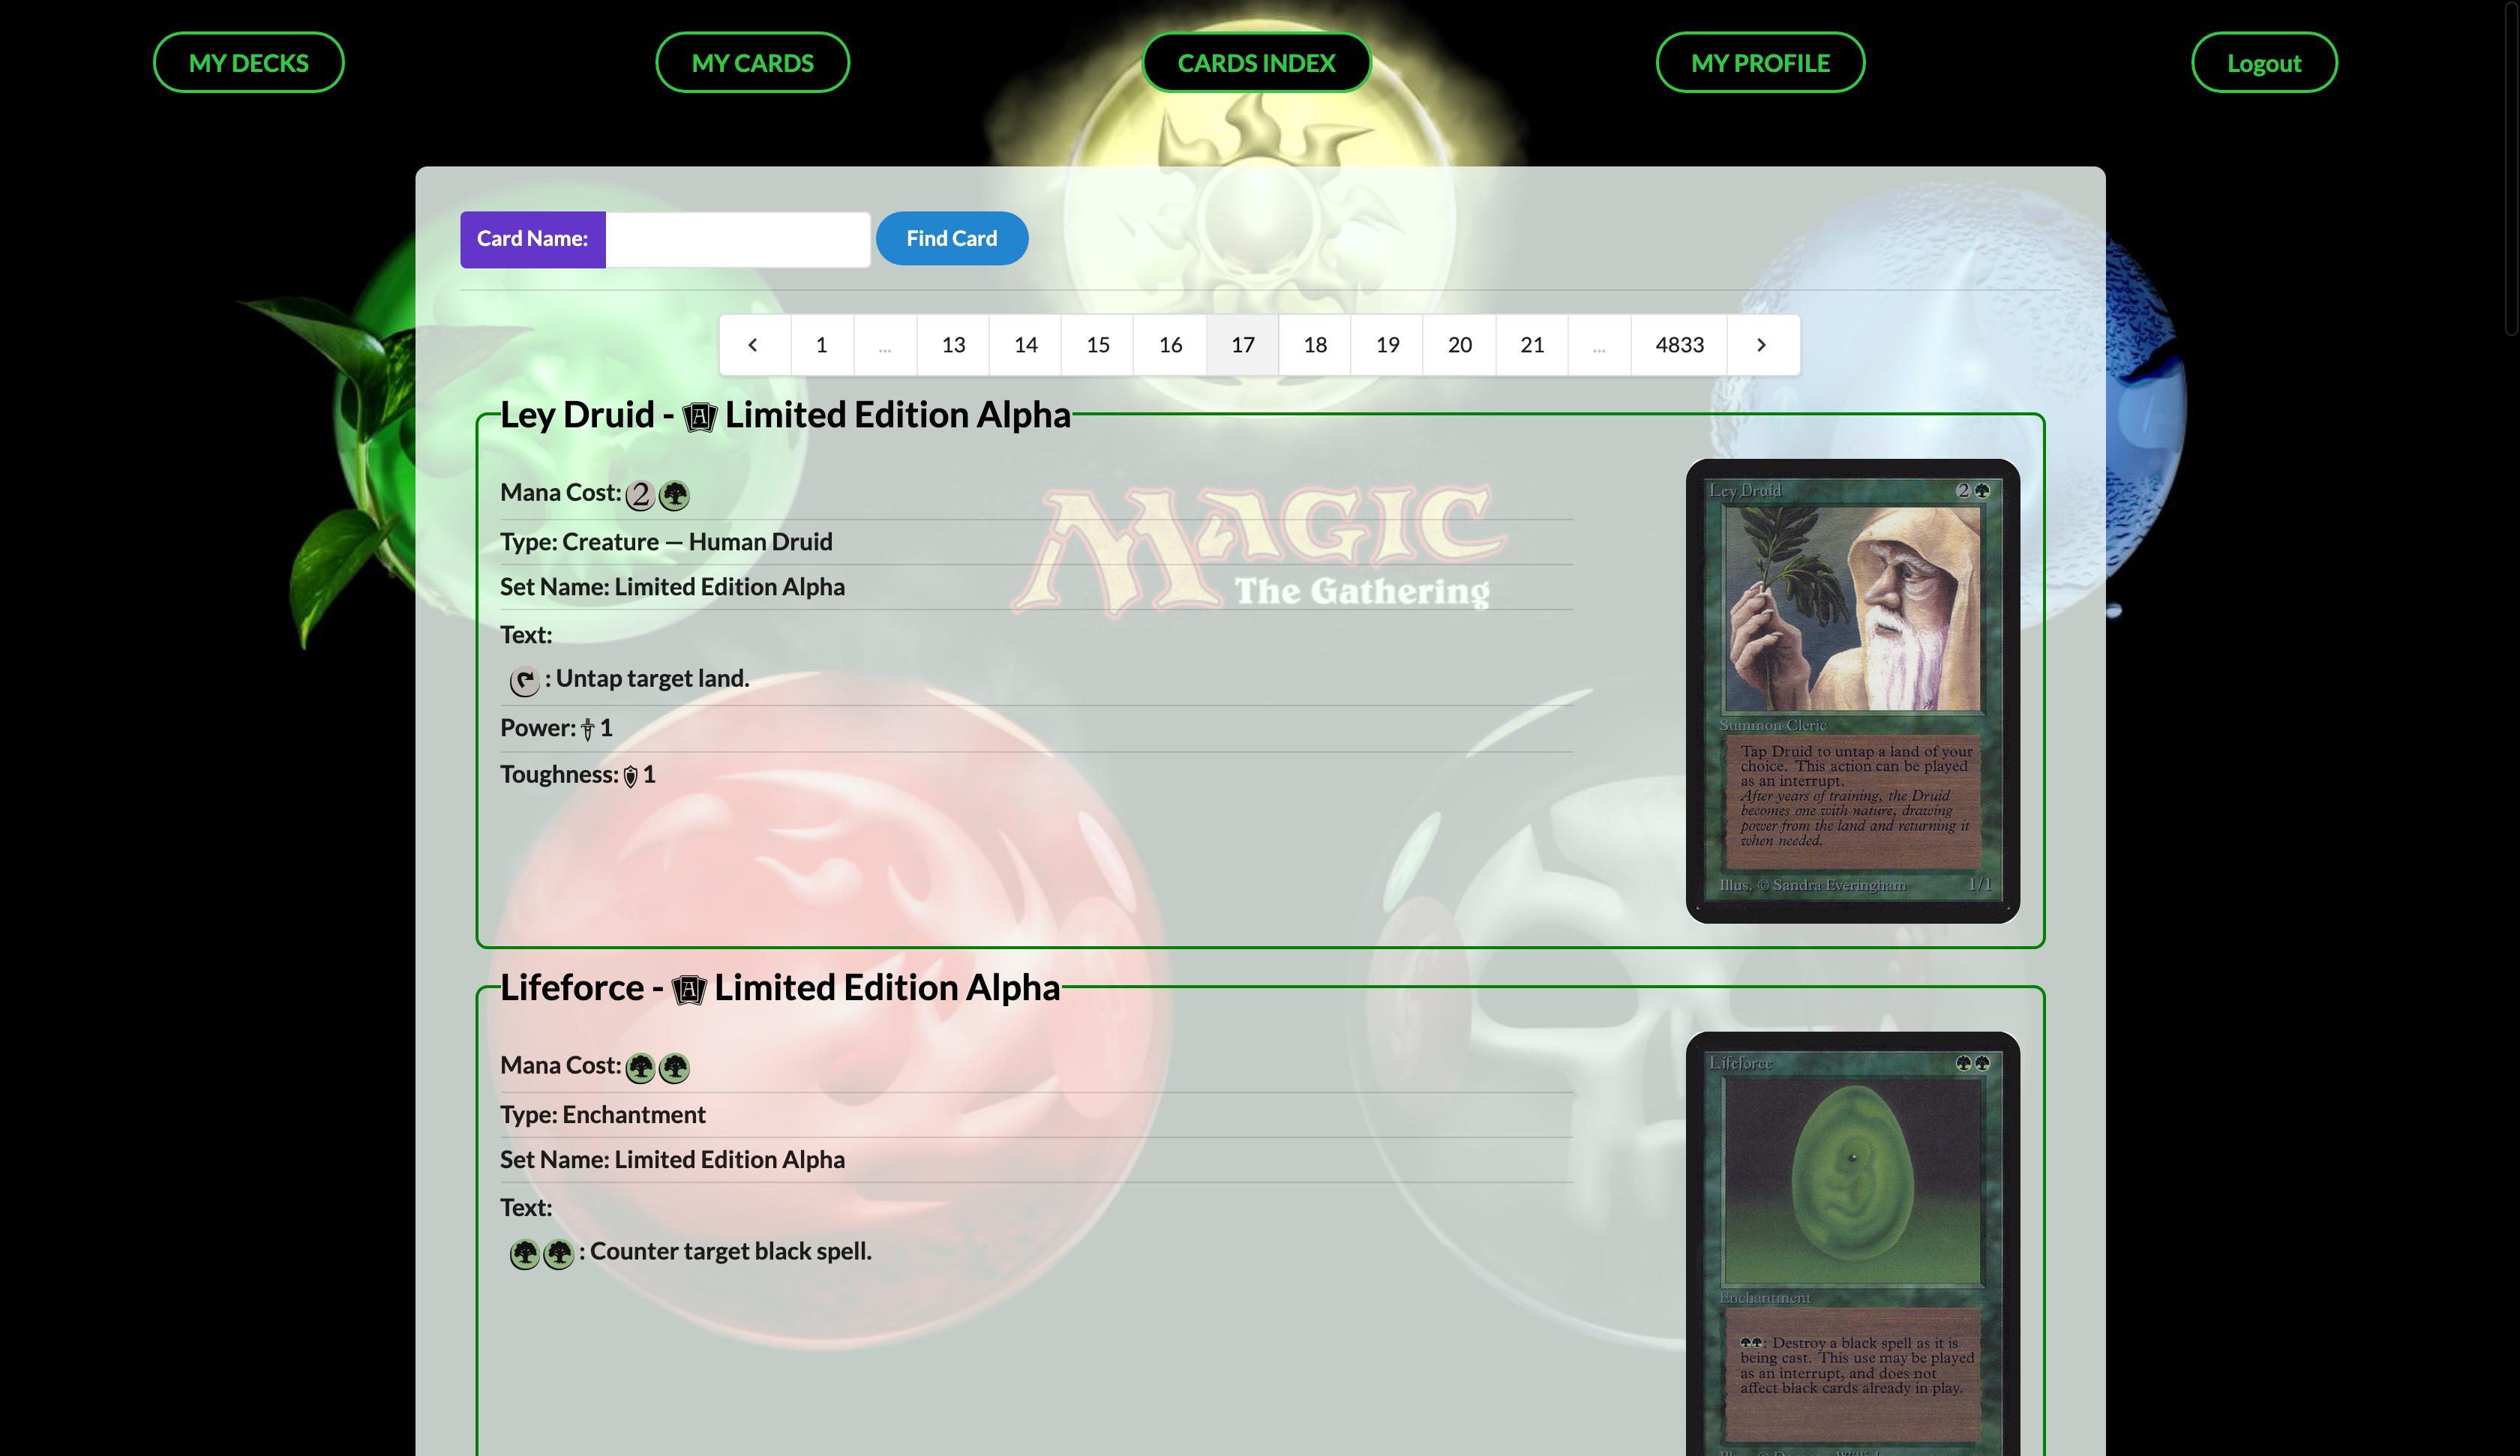 MY DECKS
MY CARDS
CARDS INDEX
MY PROFILE
Logout
Card Name:
Find Card
1 ... 13 14 15 16 17 18 19 20 21 ... 4833
MAGIC
The Gathering
Ley Druid - Limited Edition Alpha
Mana Cost: 2
Type: Creature — Human Druid
Set Name: Limited Edition Alpha
Text:
: Untap target land.
Power: 1
Toughness: 1
Ley Druid 2
Summon Cleric
Tap Druid to untap a land of your
choice. This action can be played
as an interrupt.
After years of training, the Druid
becomes one with nature, drawing
power from the land and returning it
when needed.
Illus. © Sandra Everingham 1/1
Lifeforce - Limited Edition Alpha
Mana Cost:
Type: Enchantment
Set Name: Limited Edition Alpha
Text:
: Counter target black spell.
Lifeforce
Enchantment
: Destroy a black spell as it is
being cast. This use may be played
as an interrupt, and does not
affect black cards already in play.